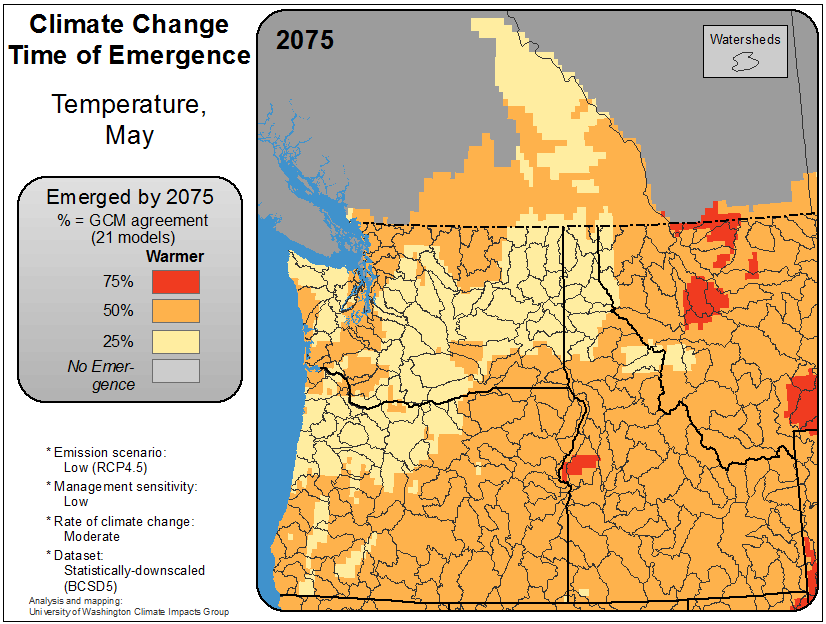 Climate Change
Time of Emergence
Temperature,
May
Emerged by 2075
% = GCM agreement
(21 models)
Warmer
75%
50%
25%
No Emer-
gence
* Emission scenario:
Low (RCP4.5)
* Management sensitivity:
Low
* Rate of climate change:
Moderate
* Dataset:
Statistically-downscaled
(BCSD5)
Analysis and mapping:
University of Washington Climate Impacts Group
2075
Watersheds